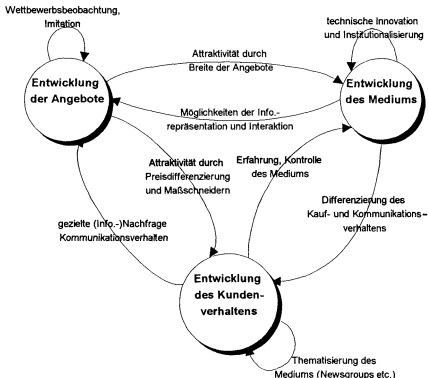 Wettbewerbsbeobachtung,
Imitation
technische Innovation
und Institutionalisierung
Attraktivität durch
Breite der Angebote
Entwicklung
der Angebote
Entwicklung
des Mediums
Möglichkeiten der Info.-
repräsentation und Interaktion
Attraktivität durch
Preisdifferenzierung
und Maßschneidern
Erfahrung, Kontrolle
des Mediums
Differenzierung des
Kauf- und Kommunikations-
verhaltens
gezielte (Info.-)Nachfrage
Kommunikationsverhalten
Entwicklung
des Kunden-
verhaltens
Thematisierung des
Mediums (Newsgroups etc.)